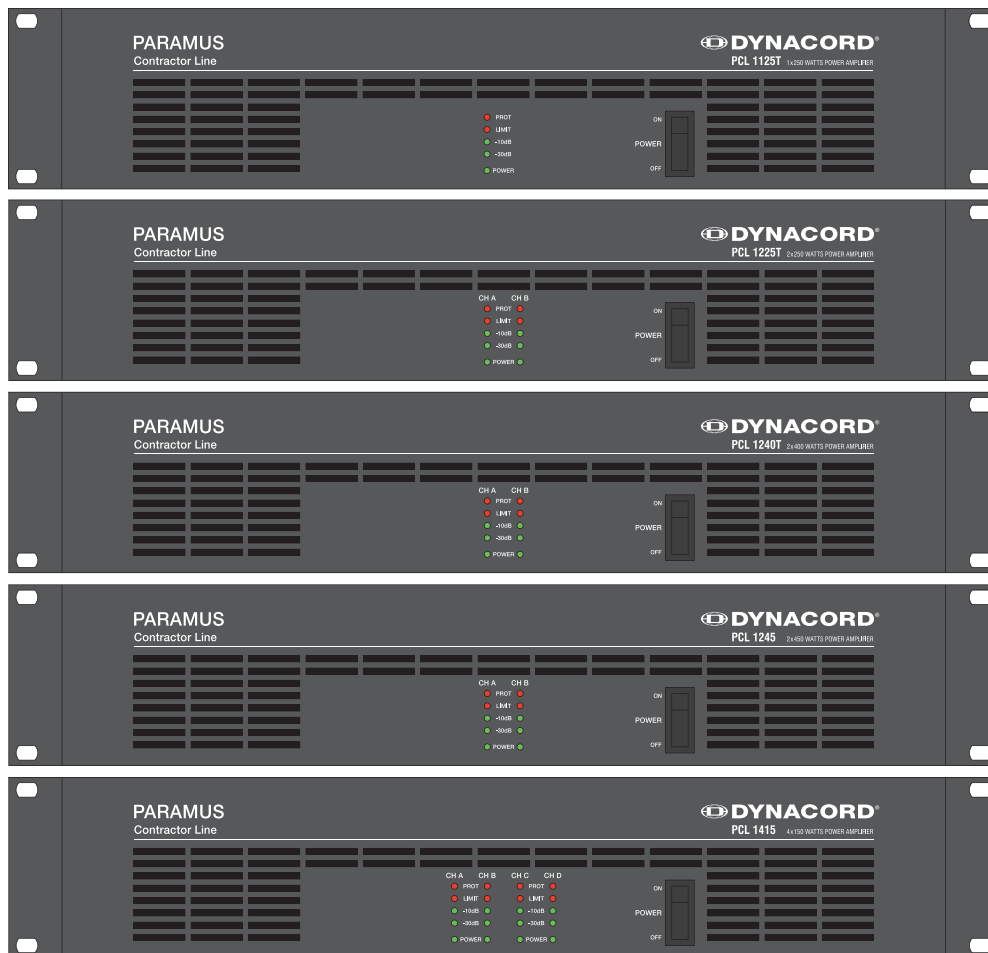 PARAMUS DYNACORD®
Contractor Line PCL 1125T 1x250 WATTS POWER AMPLIFIER
PROT
LIMIT
-10dB
-30dB
POWER
ON
POWER
OFF
PARAMUS DYNACORD®
Contractor Line PCL 1225T 2x250 WATTS POWER AMPLIFIER
CH A CH B
PROT
LIMIT
-10dB
-30dB
POWER
ON
POWER
OFF
PARAMUS DYNACORD®
Contractor Line PCL 1240T 2x400 WATTS POWER AMPLIFIER
CH A CH B
PROT
LIMIT
-10dB
-30dB
POWER
ON
POWER
OFF
PARAMUS DYNACORD®
Contractor Line PCL 1245 2x450 WATTS POWER AMPLIFIER
CH A CH B
PROT
LIMIT
-10dB
-30dB
POWER
ON
POWER
OFF
PARAMUS DYNACORD®
Contractor Line PCL 1415 4x150 WATTS POWER AMPLIFIER
CH A CH B CH C CH D
PROT PROT
LIMIT LIMIT
-10dB -10dB
-30dB -30dB
POWER POWER
ON
POWER
OFF